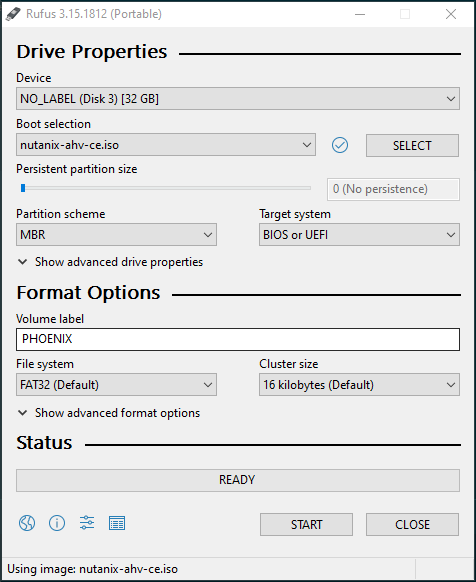 Rufus 3.15.1812 (Portable)
Drive Properties
Device
NO_LABEL (Disk 3) [32 GB]
Boot selection
nutanix-ahv-ce.iso
SELECT
Persistent partition size
0 (No persistence)
Partition scheme
Target system
MBR
BIOS or UEFI
Show advanced drive properties
Format Options
Volume label
PHOENIX
File system
Cluster size
FAT32 (Default)
16 kilobytes (Default)
Show advanced format options
Status
READY
START
CLOSE
Using image: nutanix-ahv-ce.iso